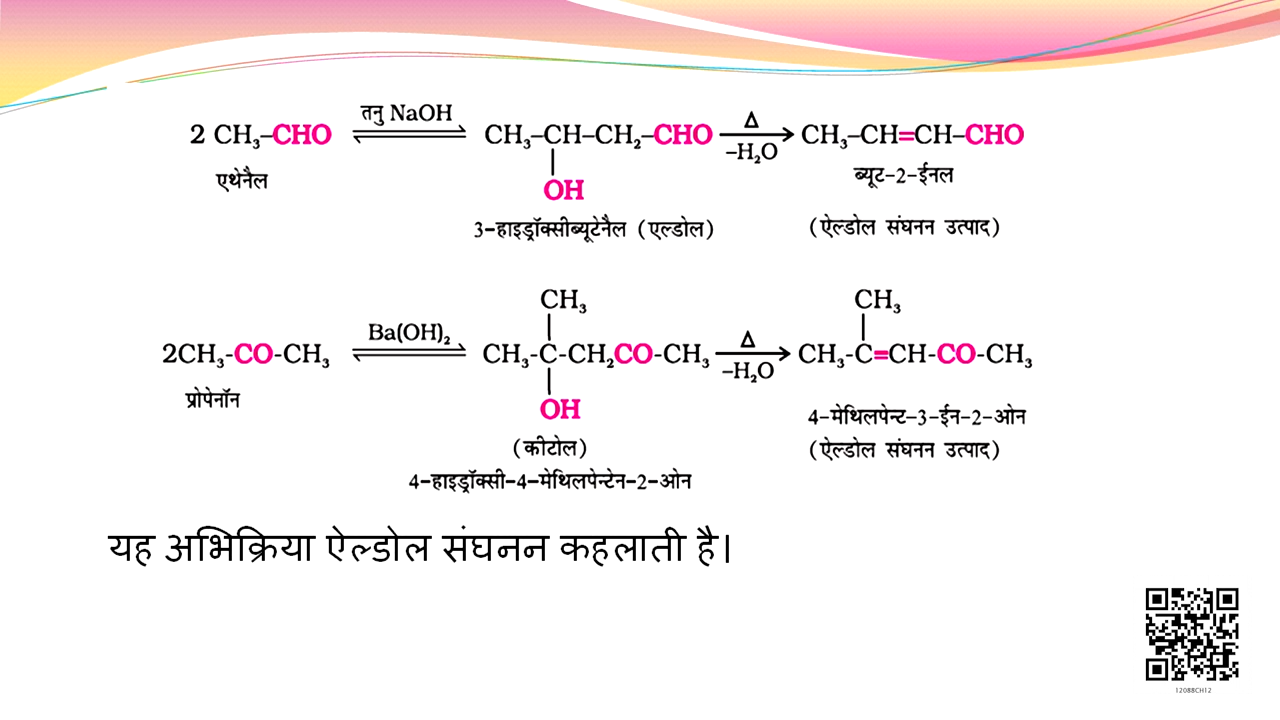 2 CH₃–CHO ⇌ तनु NaOH CH₃–CH–CH₂–CHO Δ –H₂O → CH₃–CH=CH–CHO
OH
एथेनैल
ब्यूट-2-ईनल
3-हाइड्रॉक्सीब्यूटेनैल (एल्डोल)
(ऐल्डोल संघनन उत्पाद)
CH₃
CH₃
2CH₃-CO-CH₃ ⇌ Ba(OH)₂ CH₃-C-CH₂CO-CH₃ Δ –H₂O → CH₃-C=CH-CO-CH₃
प्रोपेनॉन
OH
4-मेथिलपेन्ट-3-ईन-2-ओन
(कीटोल)
(ऐल्डोल संघनन उत्पाद)
4-हाइड्रॉक्सी-4-मेथिलपेन्टेन-2-ओन
यह अभिक्रिया ऐल्डोल संघनन कहलाती है।
12088CH12